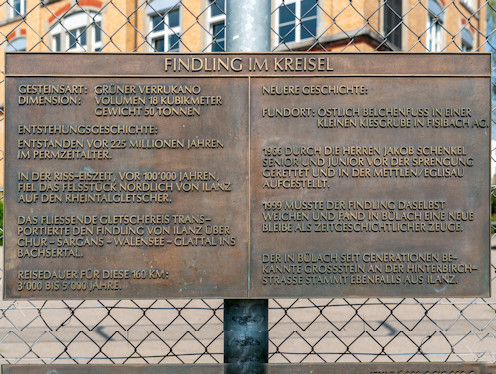 FINDLING IM KREISEL
GESTEINSART: GRÜNER VERRUKANO
DIMENSION: VOLUMEN 18 KUBIKMETER
GEWICHT 50 TONNEN
ENTSTEHUNGSGESCHICHTE:
ENTSTANDEN VOR 225 MILLIONEN JAHREN
IM PERMZEITALTER.
IN DER RISS-EISZEIT, VOR 100'000 JAHREN,
FIEL DAS FELSSTÜCK NÖRDLICH VON ILANZ
AUF DEN RHEINTALGLETSCHER.
DAS FLIESSENDE GLETSCHEREIS TRANS-
PORTIERTE DEN FINDLING VON ILANZ ÜBER
CHUR - SARGANS - WALENSEE - GLATTAL INS
BACHSERTAL.
REISEDAUER FÜR DIESE 160 KM:
3'000 BIS 5'000 JAHRE.
NEUERE GESCHICHTE:
FUNDORT: ÖSTLICH BELCHENFUSS IN EINER
KLEINEN KIESGRUBE IN FISIBACH AG.
1966 DURCH DIE HERREN JAKOB SCHENKEL
SENIOR UND JUNIOR VOR DER SPRENGUNG
GERETTET UND IN DER METTLEN/EGLISAU
AUFGESTELLT.
1999 MUSSTE DER FINDLING DASELBST
WEICHEN UND FAND IN BÜLACH EINE NEUE
BLEIBE ALS ZEITGESCHICHTLICHER ZEUGE.
DER IN BÜLACH SEIT GENERATIONEN BE-
KANNTE GROSSSTEIN AN DER HINTERBIRCH-
STRASSE STAMMT EBENFALLS AUS ILANZ.